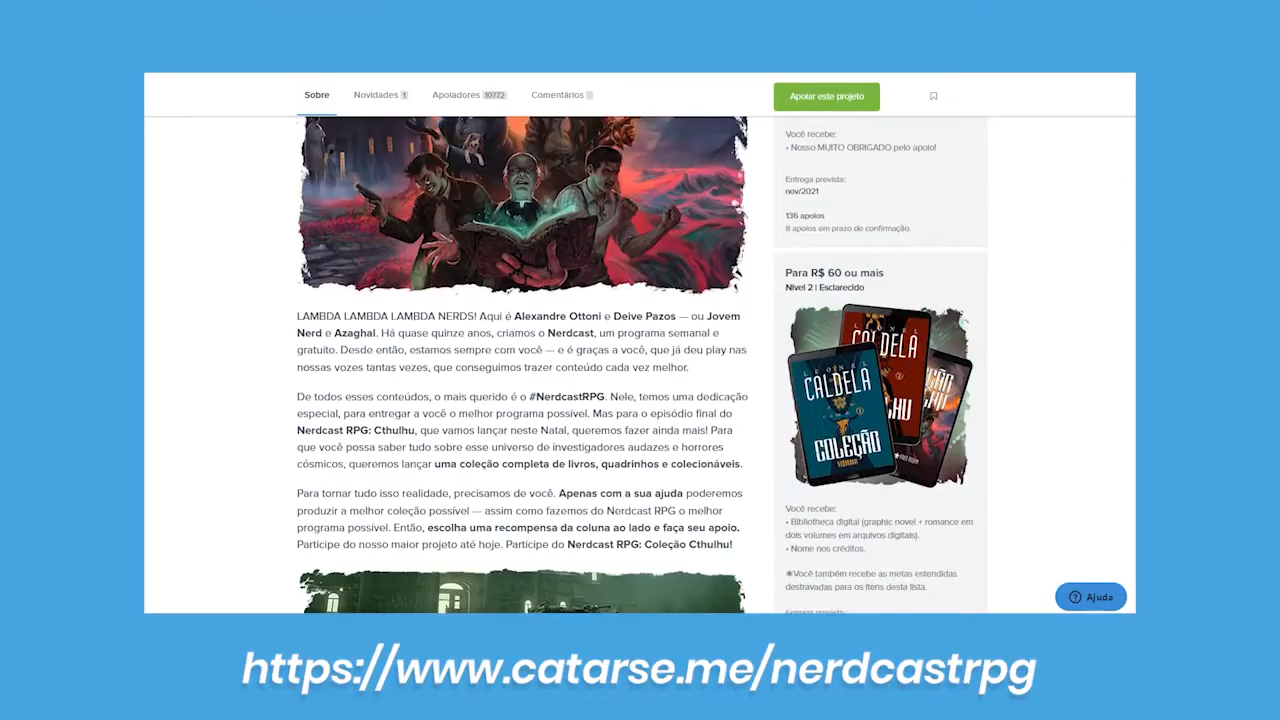 Sobre
Novidades 1
Apoiadores 10772
Comentários
Apoiar este projeto
LAMBDA LAMBDA LAMBDA NERDS! Aqui é Alexandre Ottoni e Deive Pazos — ou Jovem
Nerd e Azaghal. Há quase quinze anos, criamos o Nerdcast, um programa semanal e
gratuito. Desde então, estamos sempre com você — e é graças a você, que já deu play nas
nossas vozes tantas vezes, que conseguimos trazer conteúdo cada vez melhor.
De todos esses conteúdos, o mais querido é o #NerdcastRPG. Nele, temos uma dedicação
especial, para entregar a você o melhor programa possível. Mas para o episódio final do
Nerdcast RPG: Cthulhu, que vamos lançar neste Natal, queremos fazer ainda mais! Para
que você possa saber tudo sobre esse universo de investigadores audazes e horrores
cósmicos, queremos lançar uma coleção completa de livros, quadrinhos e colecionáveis.
Para tornar tudo isso realidade, precisamos de você. Apenas com a sua ajuda poderemos
produzir a melhor coleção possível — assim como fazemos do Nerdcast RPG o melhor
programa possível. Então, escolha uma recompensa da coluna ao lado e faça seu apoio.
Participe do nosso maior projeto até hoje. Participe do Nerdcast RPG: Coleção Cthulhu!
Você recebe:
• Nosso MUITO OBRIGADO pelo apoio!
Entrega prevista:
nov/2021
136 apoios
8 apoios em prazo de confirmação.
Para R$ 60 ou mais
Nível 2 | Esclarecido
LEONEL
CALDELA
LEONEL
CALDELA
COLEÇÃO
Você recebe:
• Bibliotheca digital (graphic novel + romance em
dois volumes em arquivos digitais).
• Nome nos créditos.
∗Você também recebe as metas estendidas
destravadas para os itens desta lista.
Entrega prevista:
Ajuda
https://www.catarse.me/nerdcastrpg